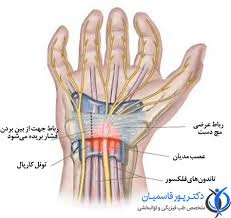 رباط عرضی
مچ دست
رباط جهت از بین بردن
فشار بریده می‌شود
عصب مدیان
تونل کارپال
تاندون‌های فلکسور
دکتر پورقاسمیان
متخصص طب فیزیکی و توانبخشی